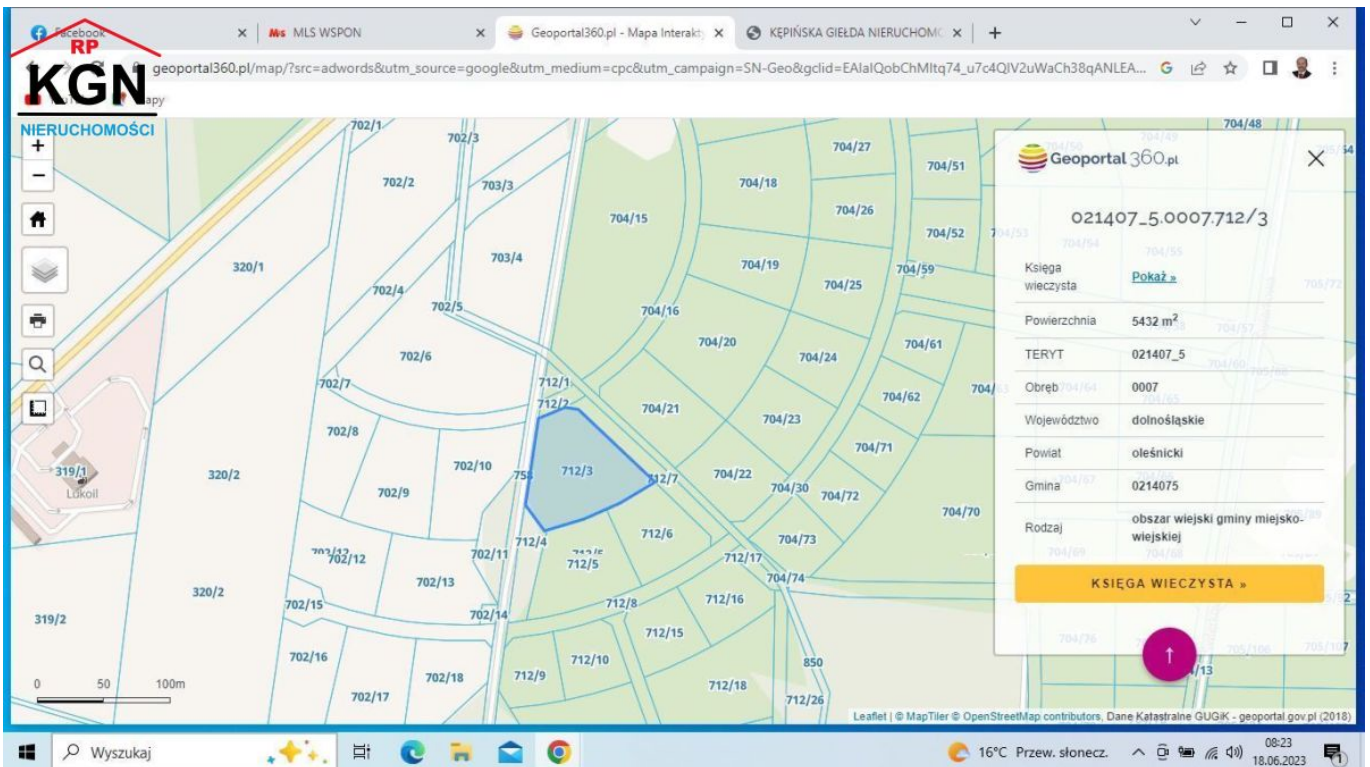 Facebook
MLS WSPON
Geoportal360.pl - Mapa Interakt
KĘPIŃSKA GIEŁDA NIERUCHOMO
RP
KGN
NIERUCHOMOŚCI
geoportal360.pl/map/?src=adwords&utm_source=google&utm_medium=cpc&utm_campaign=SN-Geo&gclid=EAIaIQobChMItq74_u7c4QIV2uWaCh38qANLEA...
702/1
702/3
704/27
704/51
704/48
704/49
702/2
703/3
704/18
704/15
704/26
704/52
320/1
703/4
704/19
704/59
702/4
704/25
702/5
704/16
704/20
704/24
704/61
702/6
702/7
712/1
712/2
704/21
704/62
704/23
702/8
704/71
319/1
Lukoil
320/2
702/10
712/3
712/7
704/22
704/30
704/72
702/9
704/70
712/6
704/73
702/12
702/11
712/4
712/5
712/17
702/13
704/74
320/2
702/15
712/8
712/16
319/2
702/14
712/15
702/16
712/10
850
702/18
712/9
712/18
702/17
712/26
0 50 100m
Geoportal 360.pl
021407_5.0007.712/3
Księga wieczysta
Pokaż »
Powierzchnia 5432 m²
TERYT 021407_5
Obręb 0007
Województwo dolnośląskie
Powiat oleśnicki
Gmina 0214075
Rodzaj obszar wiejski gminy miejsko-
wiejskiej
KSIĘGA WIECZYSTA »
704/76
705/106
705/107
Leaflet | © MapTiler © OpenStreetMap contributors, Dane Katastralne GUGiK - geoportal.gov.pl (2018)
Wyszukaj
16°C Przew. słonecz.
08:23
18.06.2023